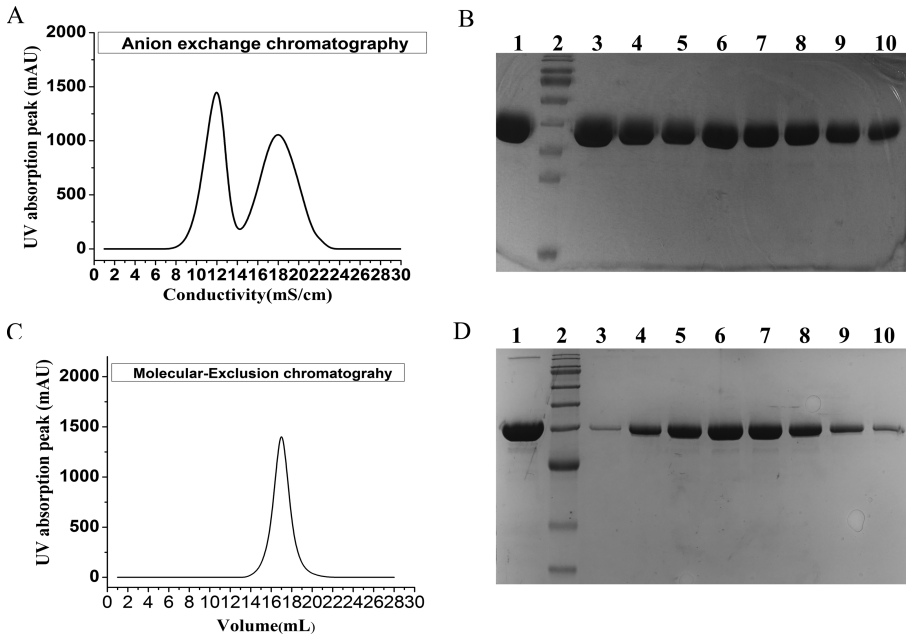 A
Anion exchange chromatography
2000
1500
1000
500
0
UV absorption peak (mAU)
0 2 4 6 8 10 12 14 16 18 20 22 24 26 28 30
Conductivity(mS/cm)
B
1 2 3 4 5 6 7 8 9 10
C
Molecular-Exclusion chromatograhy
2000
1500
1000
500
0
UV absorption peak (mAU)
0 2 4 6 8 10 12 14 16 18 20 22 24 26 28 30
Volume(mL)
D
1 2 3 4 5 6 7 8 9 10